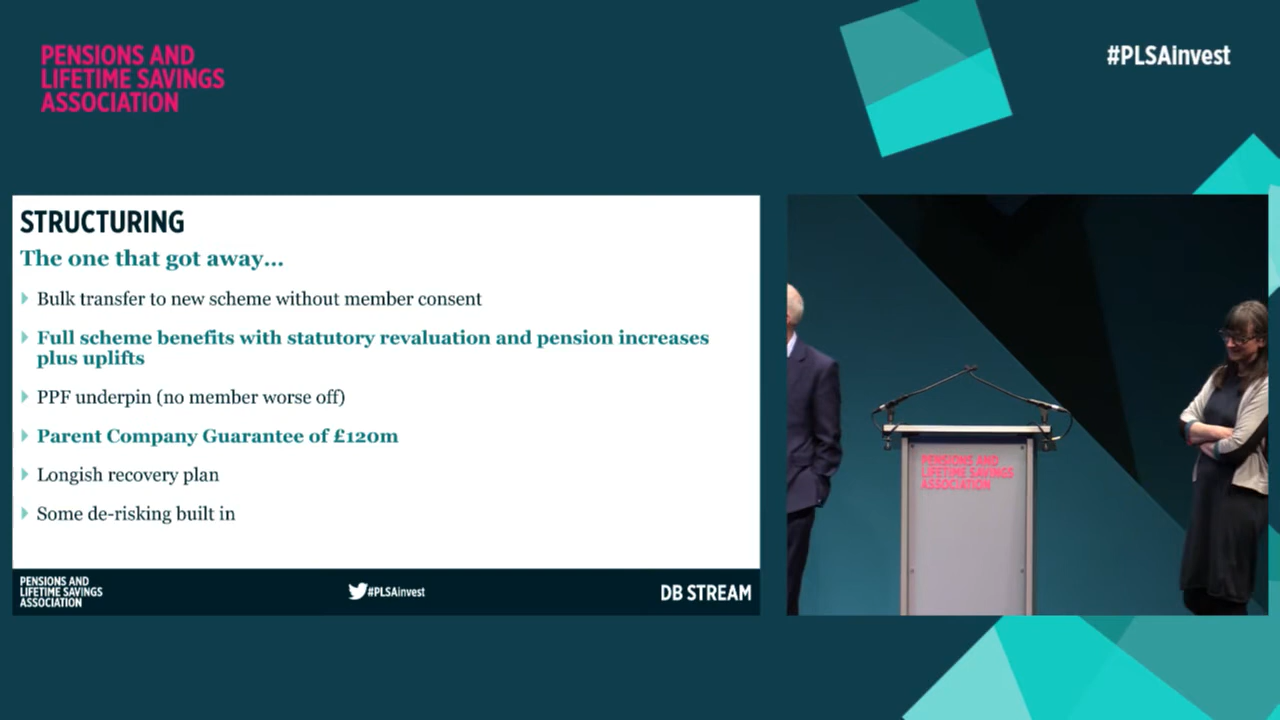 PENSIONS AND
LIFETIME SAVINGS
ASSOCIATION
#PLSAinvest
STRUCTURING
The one that got away...
Bulk transfer to new scheme without member consent
Full scheme benefits with statutory revaluation and pension increases
plus uplifts
PPF underpin (no member worse off)
Parent Company Guarantee of £120m
Longish recovery plan
Some de-risking built in
PENSIONS AND
LIFETIME SAVINGS
ASSOCIATION
#PLSAinvest
DB STREAM
PENSIONS AND
LIFETIME SAVINGS
ASSOCIATION